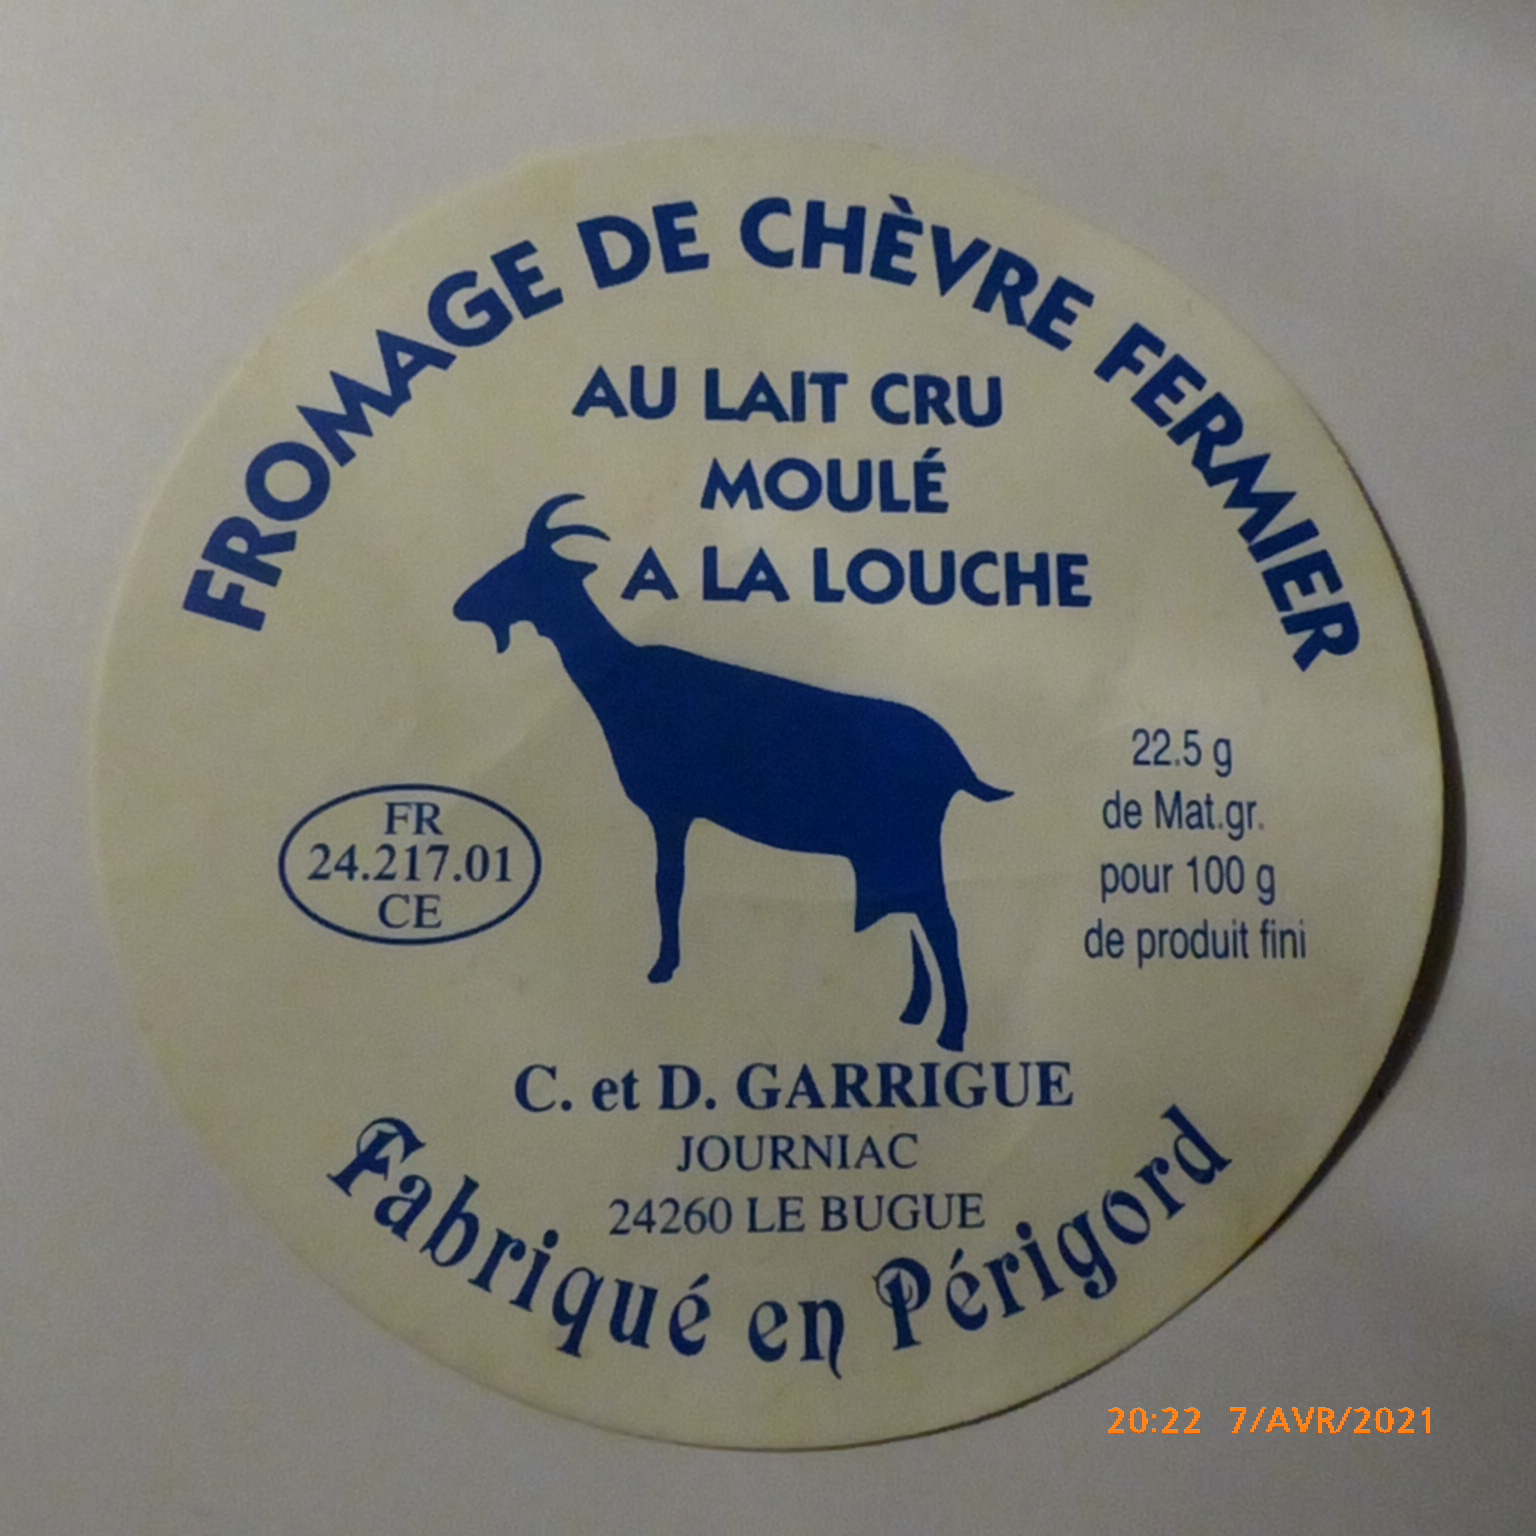 FROMAGE DE CHÈVRE FERMIER
AU LAIT CRU
MOULÉ
A LA LOUCHE
22.5 g
de Mat.gr.
pour 100 g
de produit fini
FR
24.217.01
CE
C. et D. GARRIGUE
JOURNIAC
24260 LE BUGUE
Fabriqué en Périgord
20:22 7/AVR/2021